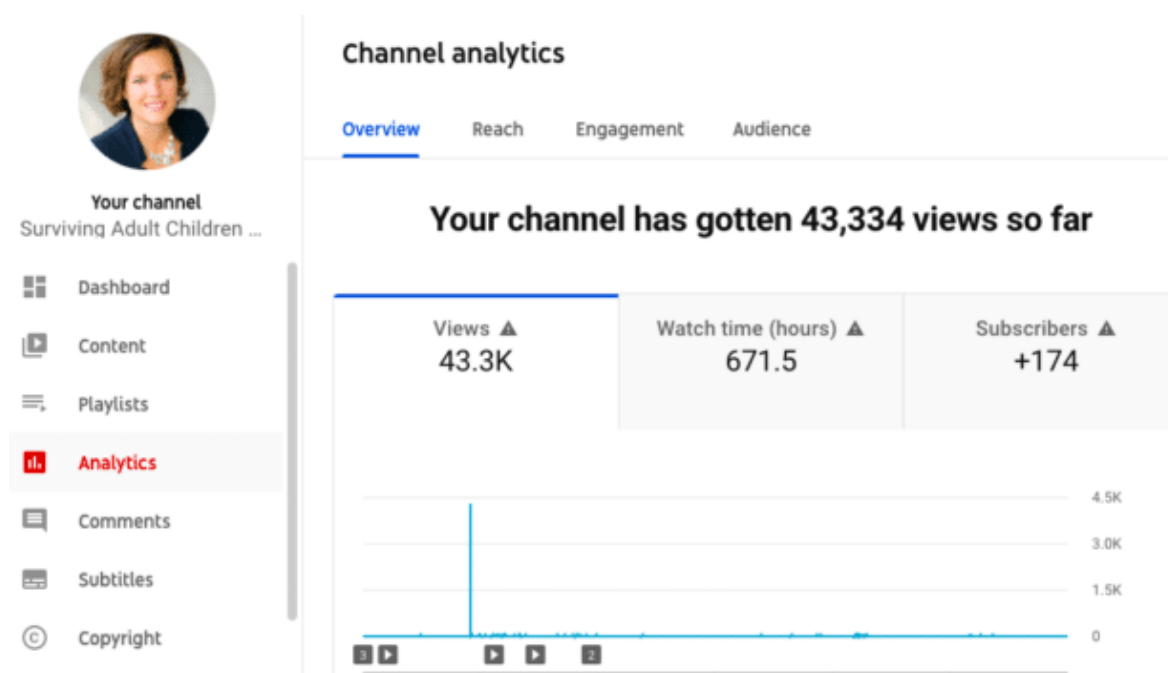 Channel analytics
Overview Reach Engagement Audience
Your channel
Surviving Adult Children ...
Dashboard
Content
Playlists
Analytics
Comments
Subtitles
Copyright
Your channel has gotten 43,334 views so far
Views Watch time (hours) Subscribers
43.3K 671.5 +174
4.5K
3.0K
1.5K
0
3 2